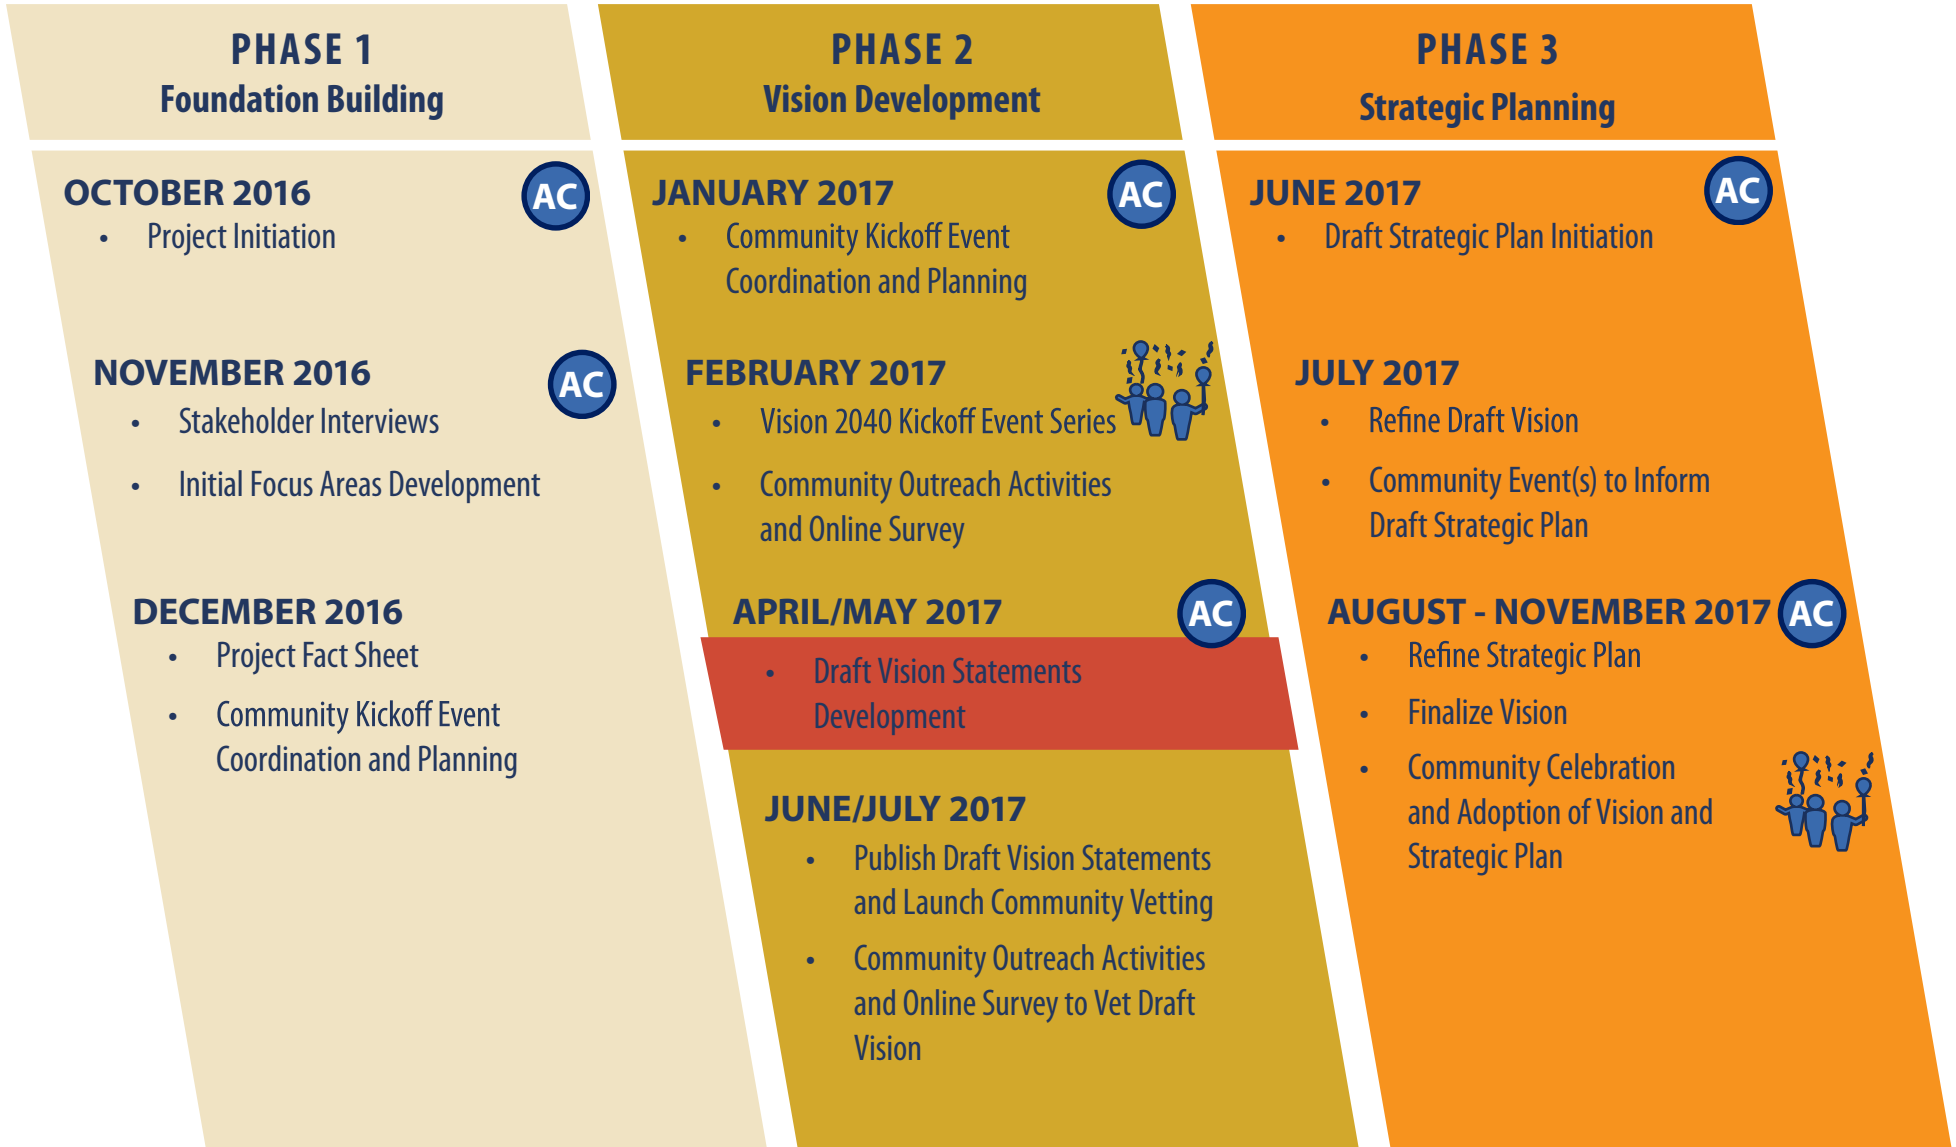 PHASE 1
Foundation Building
OCTOBER 2016
AC
• Project Initiation
NOVEMBER 2016
AC
• Stakeholder Interviews
• Initial Focus Areas Development
DECEMBER 2016
• Project Fact Sheet
• Community Kickoff Event
Coordination and Planning
PHASE 2
Vision Development
JANUARY 2017
AC
• Community Kickoff Event
Coordination and Planning
FEBRUARY 2017
• Vision 2040 Kickoff Event Series
• Community Outreach Activities
and Online Survey
APRIL/MAY 2017
AC
• Draft Vision Statements
Development
JUNE/JULY 2017
• Publish Draft Vision Statements
and Launch Community Vetting
• Community Outreach Activities
and Online Survey to Vet Draft
Vision
PHASE 3
Strategic Planning
JUNE 2017
AC
• Draft Strategic Plan Initiation
JULY 2017
• Refine Draft Vision
• Community Event(s) to Inform
Draft Strategic Plan
AUGUST - NOVEMBER 2017
AC
• Refine Strategic Plan
• Finalize Vision
• Community Celebration
and Adoption of Vision and
Strategic Plan